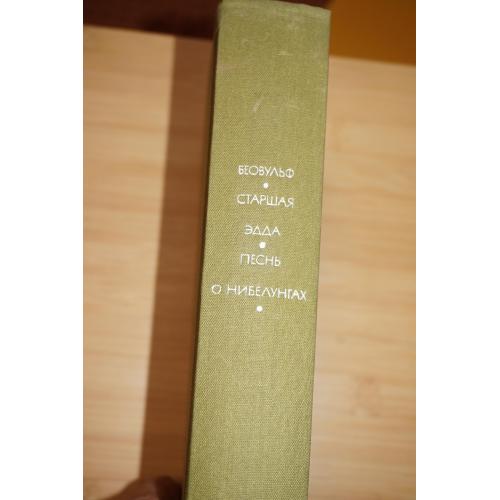 БЕОВУЛЬФ
•
СТАРШАЯ
ЭДДА
•
ПЕСНЬ
О НИБЕЛУНГАХ
•